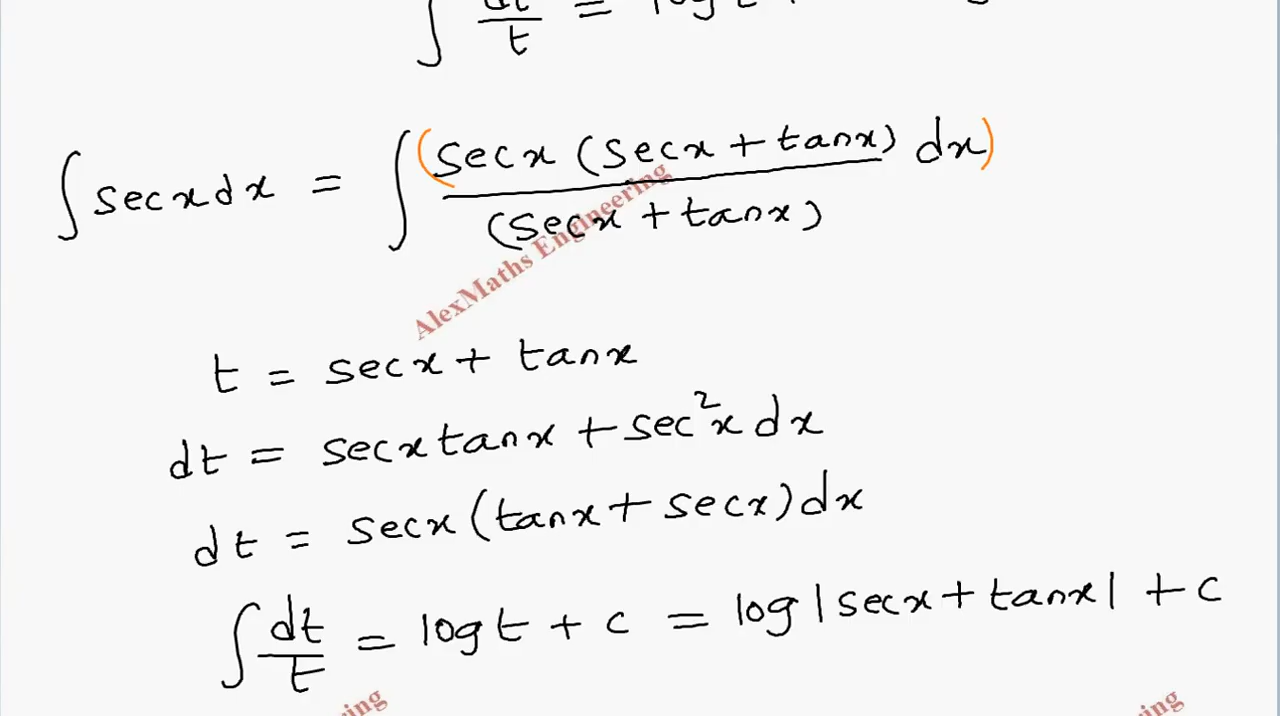 ∫ dt/t = log t
∫ sec x dx = ∫ (sec x (sec x + tan x) dx) / (sec x + tan x)
AlexMaths Engineering
t = sec x + tan x
dt = sec x tan x + sec² x dx
dt = sec x (tan x + sec x) dx
∫ dt/t = log t + c = log |sec x + tan x| + c